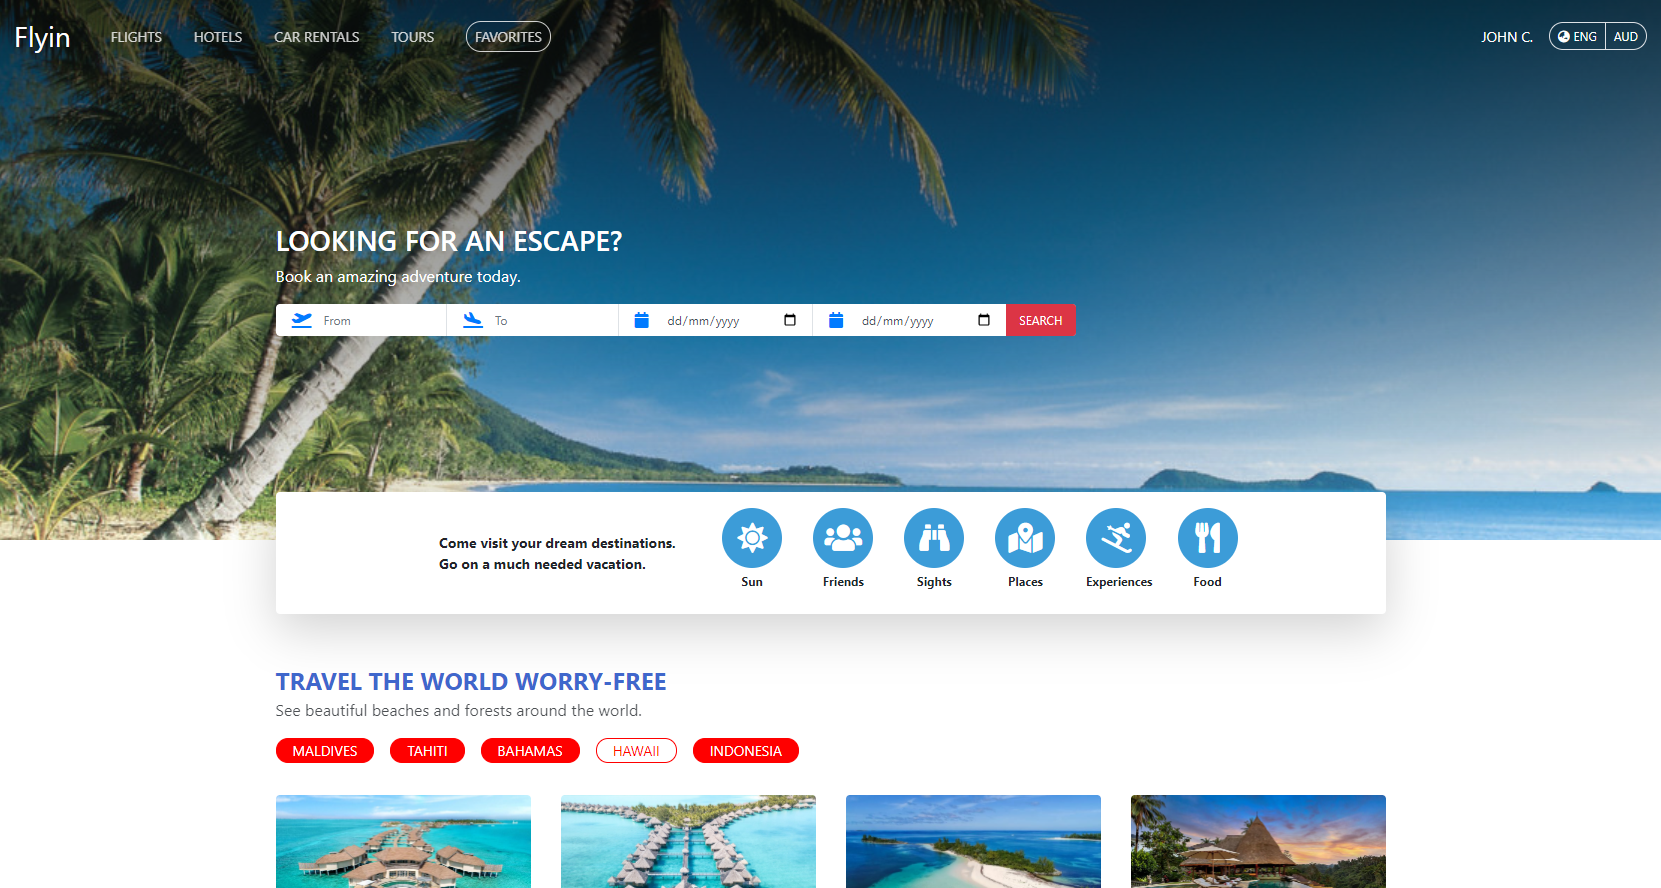 Flyin FLIGHTS HOTELS CAR RENTALS TOURS FAVORITES JOHN C. ENG AUD
LOOKING FOR AN ESCAPE?
Book an amazing adventure today.
From To dd/mm/yyyy dd/mm/yyyy SEARCH
Come visit your dream destinations.
Go on a much needed vacation.
Sun Friends Sights Places Experiences Food
TRAVEL THE WORLD WORRY-FREE
See beautiful beaches and forests around the world.
MALDIVES TAHITI BAHAMAS HAWAII INDONESIA